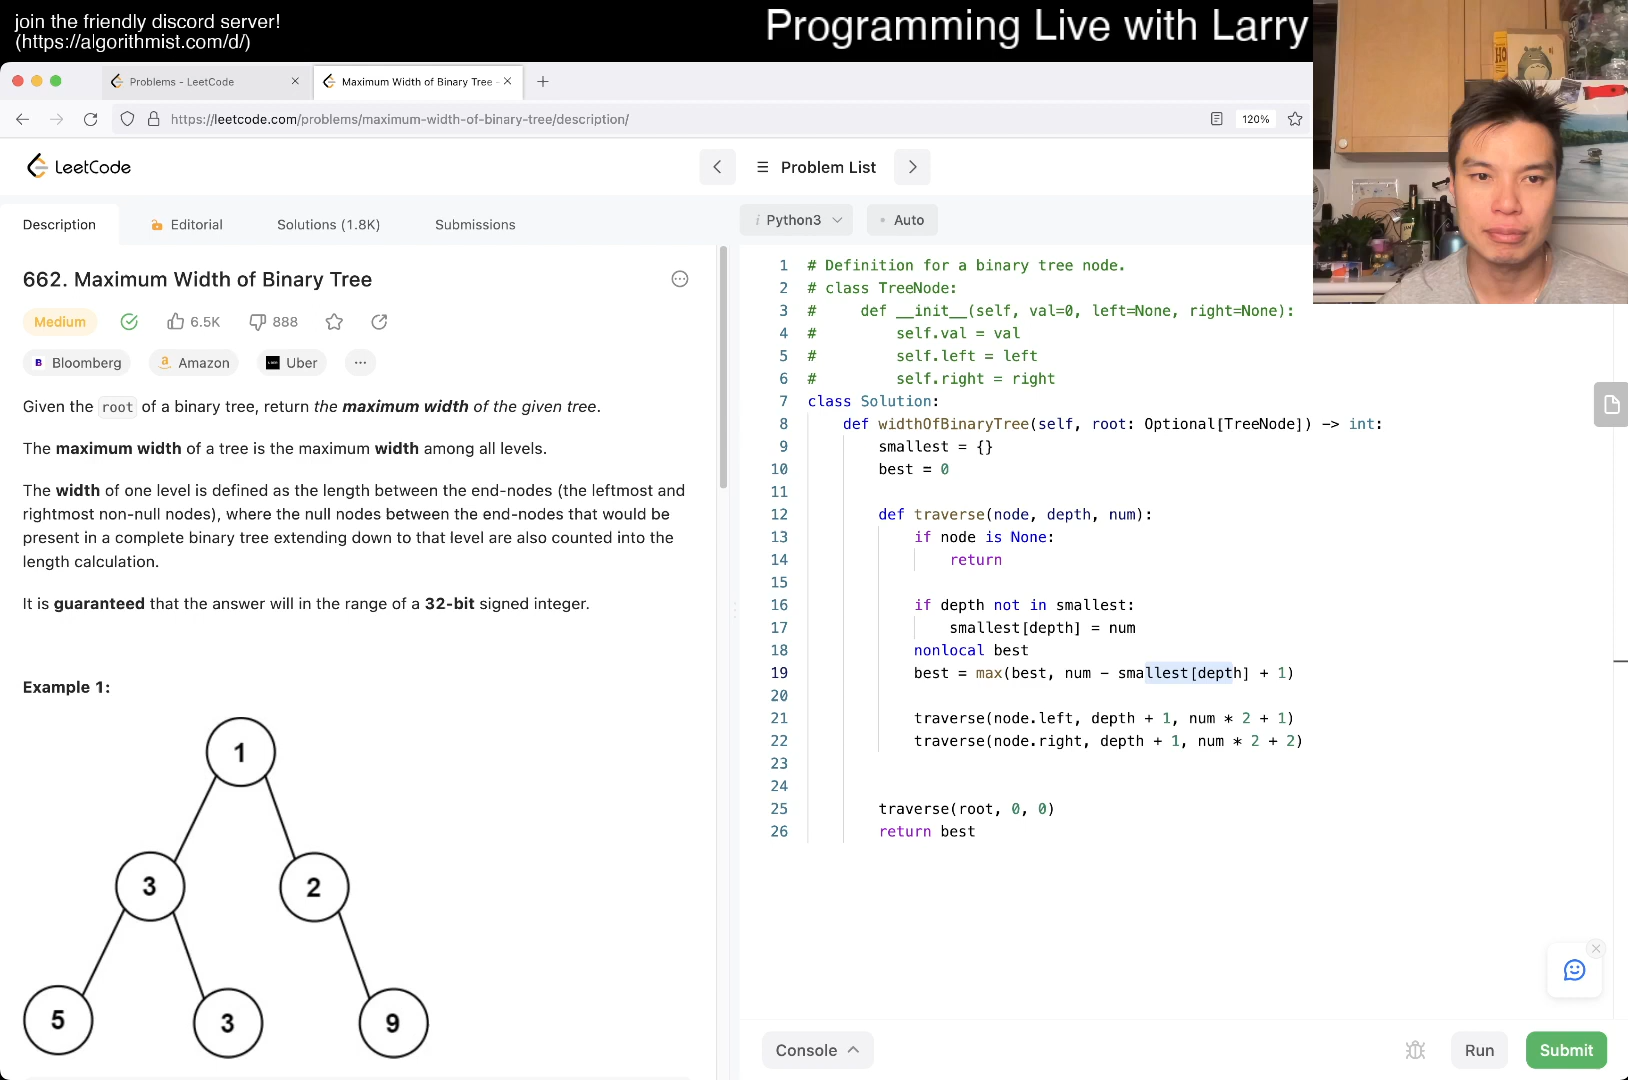 join the friendly discord server!
(https://algorithmist.com/d/)
Programming Live with Larry
Problems - LeetCode
Maximum Width of Binary Tree -
https://leetcode.com/problems/maximum-width-of-binary-tree/description/
120%
LeetCode
Problem List
Description
Editorial
Solutions (1.8K)
Submissions
i Python3
Auto
662. Maximum Width of Binary Tree
Medium
6.5K
888
B Bloomberg
a Amazon
Uber
...
Given the root of a binary tree, return the maximum width of the given tree.
The maximum width of a tree is the maximum width among all levels.
The width of one level is defined as the length between the end-nodes (the leftmost and
rightmost non-null nodes), where the null nodes between the end-nodes that would be
present in a complete binary tree extending down to that level are also counted into the
length calculation.
It is guaranteed that the answer will in the range of a 32-bit signed integer.
Example 1:
1
3
2
5
3
9
1 # Definition for a binary tree node.
2 # class TreeNode:
3 #     def __init__(self, val=0, left=None, right=None):
4 #         self.val = val
5 #         self.left = left
6 #         self.right = right
7 class Solution:
8     def widthOfBinaryTree(self, root: Optional[TreeNode]) -> int:
9         smallest = {}
10         best = 0
11
12         def traverse(node, depth, num):
13             if node is None:
14                 return
15
16             if depth not in smallest:
17                 smallest[depth] = num
18             nonlocal best
19             best = max(best, num - smallest[depth] + 1)
20
21             traverse(node.left, depth + 1, num * 2 + 1)
22             traverse(node.right, depth + 1, num * 2 + 2)
23
24
25         traverse(root, 0, 0)
26         return best
Console
Run
Submit